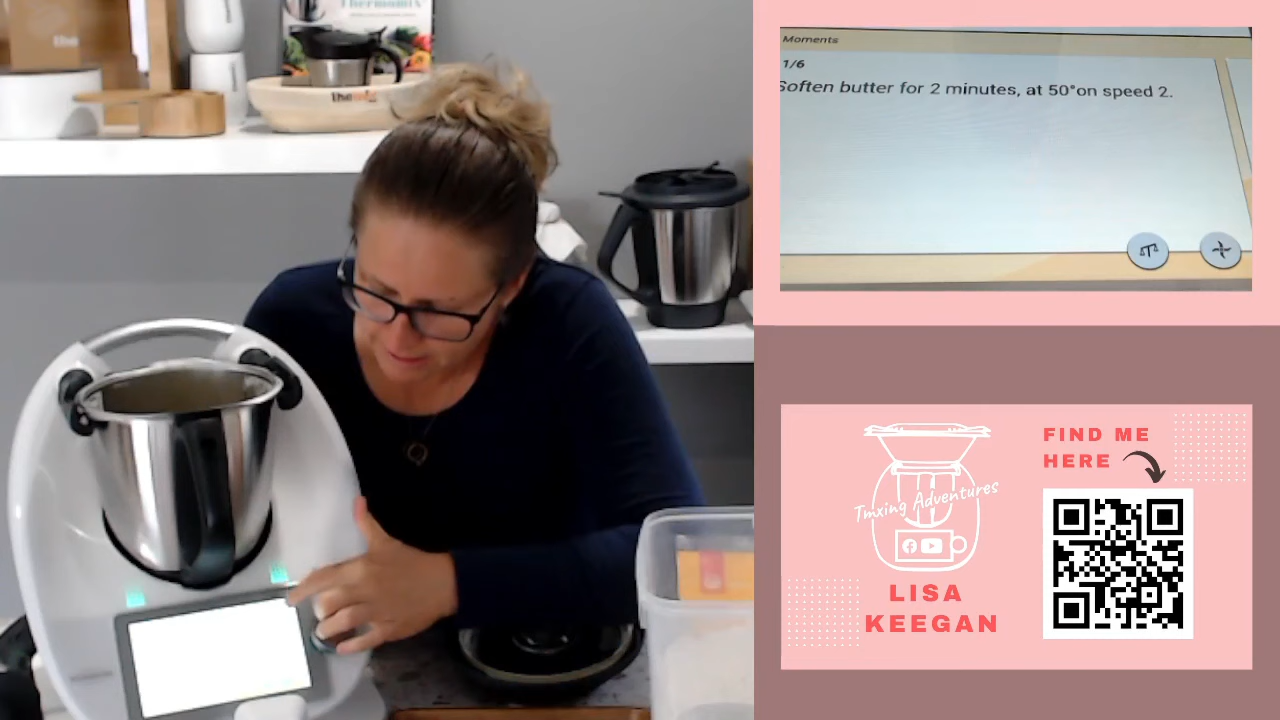 Thermomix
themix
Moments
1/6
Soften butter for 2 minutes, at 50°on speed 2.
FIND ME
HERE
Tmxing Adventures
LISA
KEEGAN